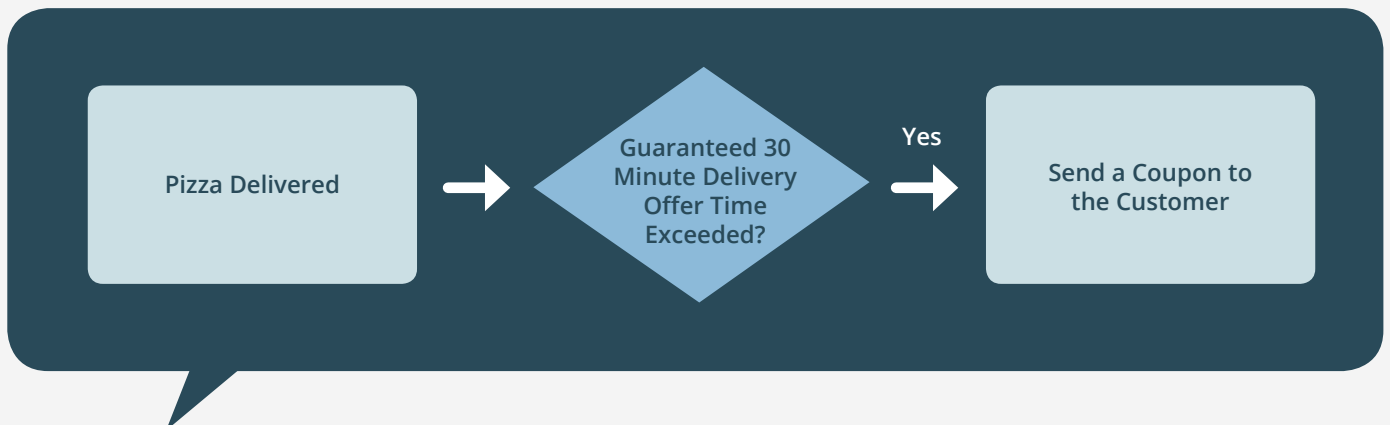 Pizza Delivered
Guaranteed 30
Minute Delivery
Offer Time
Exceeded?
Yes
Send a Coupon to
the Customer